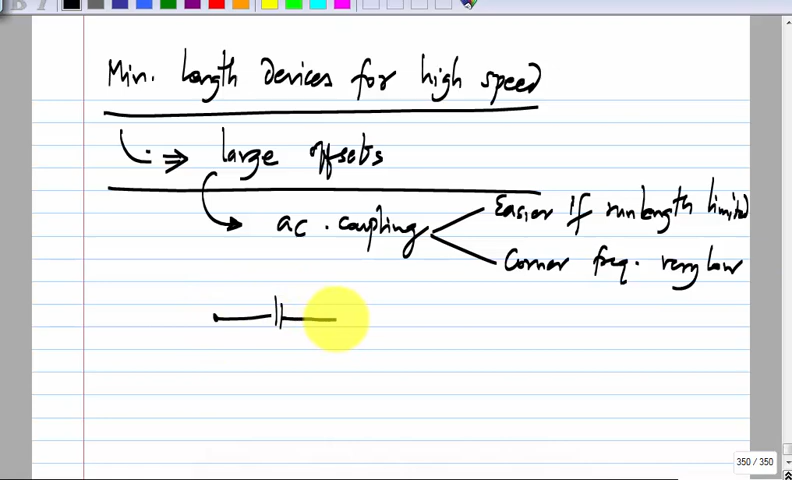 Min. length devices for high speed
⇒ large offsets
ac. coupling
Easier if runlength limited
Corner freq. very low
350 / 350